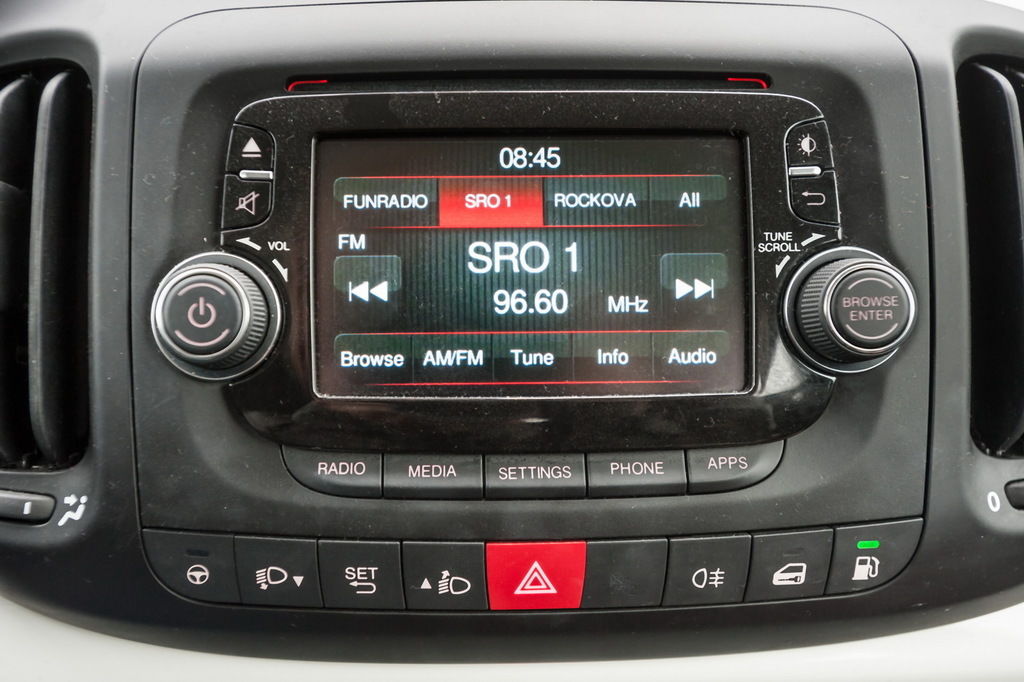 08:45
FUNRADIO SRO 1 ROCKOVA All
FM
SRO 1
96.60 MHz
Browse AM/FM Tune Info Audio
VOL
TUNE
SCROLL
BROWSE
ENTER
RADIO MEDIA SETTINGS PHONE APPS
0
SET